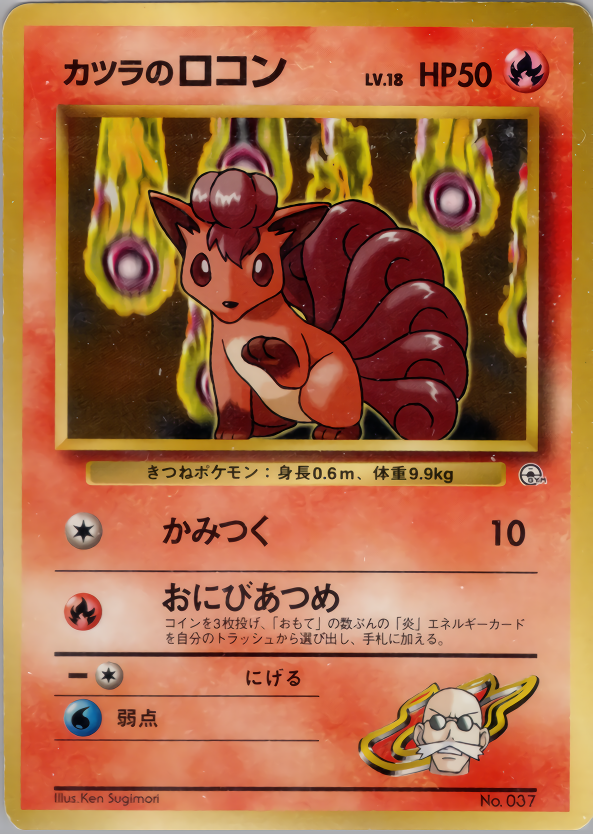 カツラのロコン LV.18 HP50
きつねポケモン：身長0.6m、体重9.9kg
GYM
かみつく 10
おにびあつめ
コインを3枚投げ、「おもて」の数ぶんの「炎」エネルギーカード
を自分のトラッシュから選び出し、手札に加える。
ー にげる
弱点
Illus.Ken Sugimori No. 037